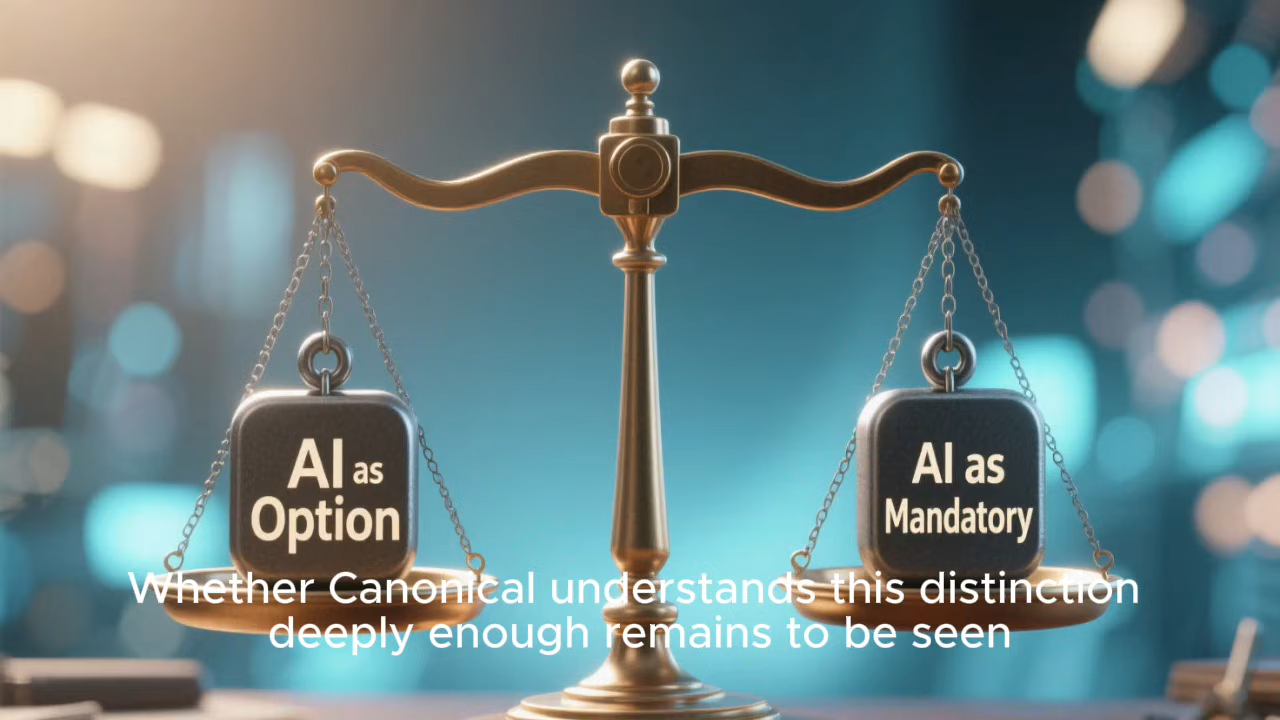 AI as
Option
AI as
Mandatory
Whether Canonical understands this distinction
deeply enough remains to be seen